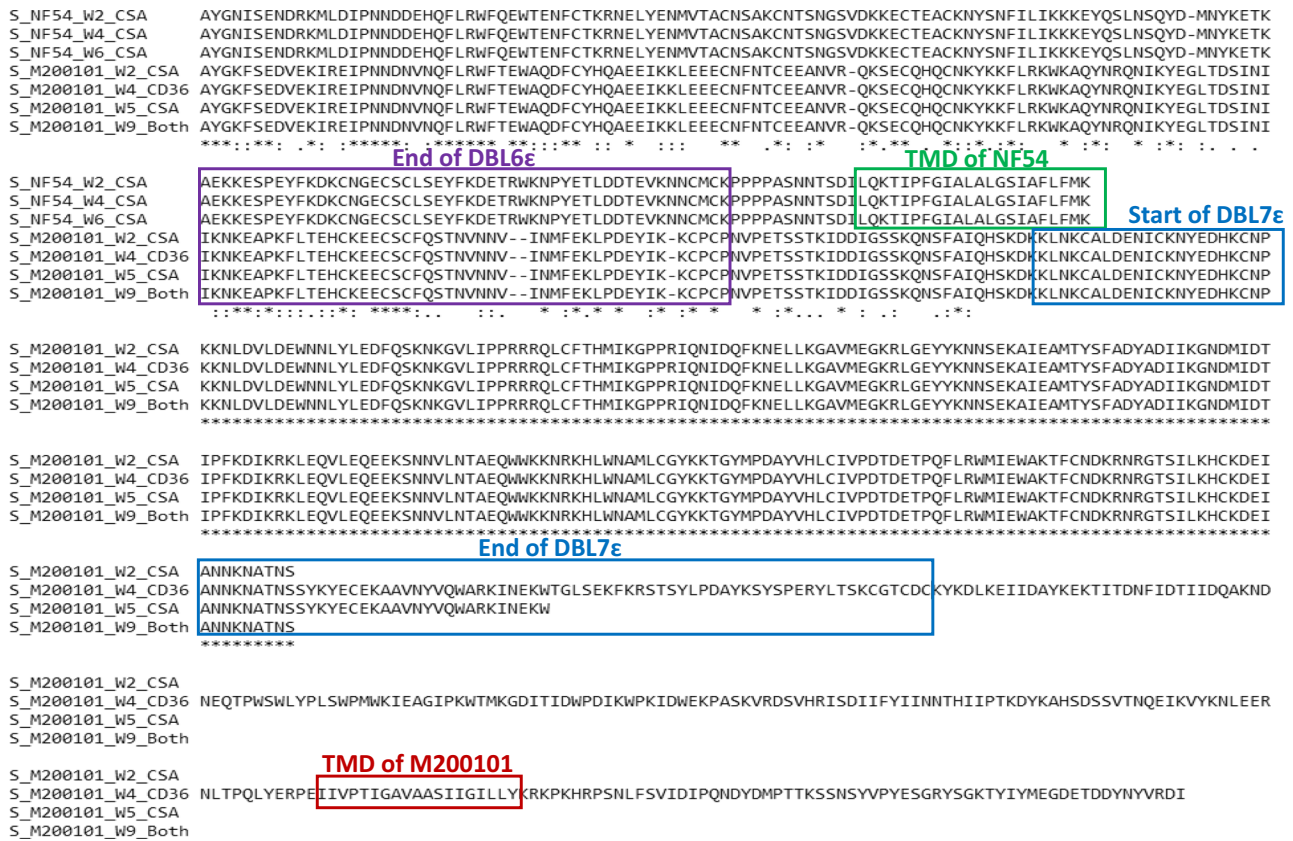 S_NF54_W2_CSA AYGNISENDRKMLDIPNNDDEHQFLRWFQEWTENFCTKRNELYENMVTACNSAKCNTSNGSVDKKECTEACKNYSNFILIKKKEYQSLNSQYD-MNYKETK
S_NF54_W4_CSA AYGNISENDRKMLDIPNNDDEHQFLRWFQEWTENFCTKRNELYENMVTACNSAKCNTSNGSVDKKECTEACKNYSNFILIKKKEYQSLNSQYD-MNYKETK
S_NF54_W6_CSA AYGNISENDRKMLDIPNNDDEHQFLRWFQEWTENFCTKRNELYENMVTACNSAKCNTSNGSVDKKECTEACKNYSNFILIKKKEYQSLNSQYD-MNYKETK
S_M200101_W2_CSA AYGKFSEDVEKIREIPNNDNVNQFLRWFTEWAQDFCYHQAEEIKKLEEECNFNTCEEANVR-QKSECQHQCNKYKKFLRKWKAQYNRQNIKYEGLTDSINI
S_M200101_W4_CD36 AYGKFSEDVEKIREIPNNDNVNQFLRWFTEWAQDFCYHQAEEIKKLEEECNFNTCEEANVR-QKSECQHQCNKYKKFLRKWKAQYNRQNIKYEGLTDSINI
S_M200101_W5_CSA AYGKFSEDVEKIREIPNNDNVNQFLRWFTEWAQDFCYHQAEEIKKLEEECNFNTCEEANVR-QKSECQHQCNKYKKFLRKWKAQYNRQNIKYEGLTDSINI
S_M200101_W9_Both AYGKFSEDVEKIREIPNNDNVNQFLRWFTEWAQDFCYHQAEEIKKLEEECNFNTCEEANVR-QKSECQHQCNKYKKFLRKWKAQYNRQNIKYEGLTDSINI
***::**: .*: :*****: :****** **::** :: * ::: ** .*: :* :*.** .*::* :*: * :*: *: :. . .
End of DBL6ε TMD of NF54
S_NF54_W2_CSA AEKKESPEYFKDKCNGECSCLSEYFKDETRWKNPYETLDDTEVKNNCMCKPPPPASNNTSDILQKTIPFGIALALGSIAFLFMK
S_NF54_W4_CSA AEKKESPEYFKDKCNGECSCLSEYFKDETRWKNPYETLDDTEVKNNCMCKPPPPASNNTSDILQKTIPFGIALALGSIAFLFMK
S_NF54_W6_CSA AEKKESPEYFKDKCNGECSCLSEYFKDETRWKNPYETLDDTEVKNNCMCKPPPPASNNTSDILQKTIPFGIALALGSIAFLFMK
Start of DBL7ε
S_M200101_W2_CSA IKNKEAPKFLTEHCKEECSCFQSTNVNNV--INMFEKLPDEYIK-KCPCPNVPETSSTKIDDIGSSKQNSFAIQHSKDKKLNKCALDENICKNYEDHKCNP
S_M200101_W4_CD36 IKNKEAPKFLTEHCKEECSCFQSTNVNNV--INMFEKLPDEYIK-KCPCPNVPETSSTKIDDIGSSKQNSFAIQHSKDKKLNKCALDENICKNYEDHKCNP
S_M200101_W5_CSA IKNKEAPKFLTEHCKEECSCFQSTNVNNV--INMFEKLPDEYIK-KCPCPNVPETSSTKIDDIGSSKQNSFAIQHSKDKKLNKCALDENICKNYEDHKCNP
S_M200101_W9_Both IKNKEAPKFLTEHCKEECSCFQSTNVNNV--INMFEKLPDEYIK-KCPCPNVPETSSTKIDDIGSSKQNSFAIQHSKDKKLNKCALDENICKNYEDHKCNP
::**:*:::.::*: ****:.. ::. * :*.* * :* :* * * :*... * : .: .:*:
S_M200101_W2_CSA KKNLDVLDEWNNLYLEDFQSKNKGVLIPPRRRQLCFTHMIKGPPRIQNIDQFKNELLKGAVMEGKRLGEYYKNNSEKAIEAMTYSFADYADIIKGNDMIDT
S_M200101_W4_CD36 KKNLDVLDEWNNLYLEDFQSKNKGVLIPPRRRQLCFTHMIKGPPRIQNIDQFKNELLKGAVMEGKRLGEYYKNNSEKAIEAMTYSFADYADIIKGNDMIDT
S_M200101_W5_CSA KKNLDVLDEWNNLYLEDFQSKNKGVLIPPRRRQLCFTHMIKGPPRIQNIDQFKNELLKGAVMEGKRLGEYYKNNSEKAIEAMTYSFADYADIIKGNDMIDT
S_M200101_W9_Both KKNLDVLDEWNNLYLEDFQSKNKGVLIPPRRRQLCFTHMIKGPPRIQNIDQFKNELLKGAVMEGKRLGEYYKNNSEKAIEAMTYSFADYADIIKGNDMIDT
*****************************************************************************************************
S_M200101_W2_CSA IPFKDIKRKLEQVLEQEEKSNNVLNTAEQWWKKNRKHLWNAMLCGYKKTGYMPDAYVHLCIVPDTDETPQFLRWMIEWAKTFCNDKRNRGTSILKHCKDEI
S_M200101_W4_CD36 IPFKDIKRKLEQVLEQEEKSNNVLNTAEQWWKKNRKHLWNAMLCGYKKTGYMPDAYVHLCIVPDTDETPQFLRWMIEWAKTFCNDKRNRGTSILKHCKDEI
S_M200101_W5_CSA IPFKDIKRKLEQVLEQEEKSNNVLNTAEQWWKKNRKHLWNAMLCGYKKTGYMPDAYVHLCIVPDTDETPQFLRWMIEWAKTFCNDKRNRGTSILKHCKDEI
S_M200101_W9_Both IPFKDIKRKLEQVLEQEEKSNNVLNTAEQWWKKNRKHLWNAMLCGYKKTGYMPDAYVHLCIVPDTDETPQFLRWMIEWAKTFCNDKRNRGTSILKHCKDEI
*****************************************************************************************************
End of DBL7ε
S_M200101_W2_CSA ANNKNATNS
S_M200101_W4_CD36 ANNKNATNSSYKYECEKAAVNYVQWARKINEKWTGLSEKFKRSTSYLPDAYKSYSPERYLTSKCGTCDCKYKDLKEIIDAYKEKTITDNFIDTIIDQAKND
S_M200101_W5_CSA ANNKNATNSSYKYECEKAAVNYVQWARKINEKW
S_M200101_W9_Both ANNKNATNS
*********
S_M200101_W2_CSA
S_M200101_W4_CD36 NEQTPWSWLYPLSWPMWKIEAGIPKWTMKGDITIDWPDIKWPKIDWEKPASKVRDSVHRISDIIFYIINNTHIIPTKDYKAHSDSSVTNQEIKVYKNLEER
S_M200101_W5_CSA
S_M200101_W9_Both
TMD of M200101
S_M200101_W2_CSA
S_M200101_W4_CD36 NLTPQLYERPEIIVPTIGAVAASIIGILLYKRKPKHRPSNLFSVIDIPQNDYDMPTTKSSNSYVPYESGRYSGKTYIYMEGDETDDYNYVRDI
S_M200101_W5_CSA
S_M200101_W9_Both